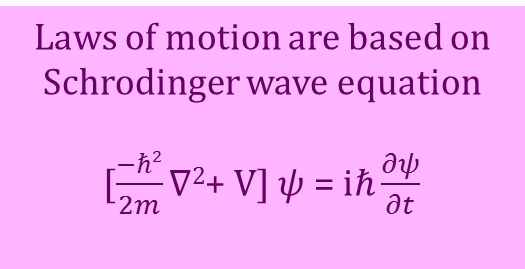 Laws of motion are based on
Schrodinger wave equation
[−ℏ²/2m ∇²+ V] ψ = iℏ ∂ψ/∂t